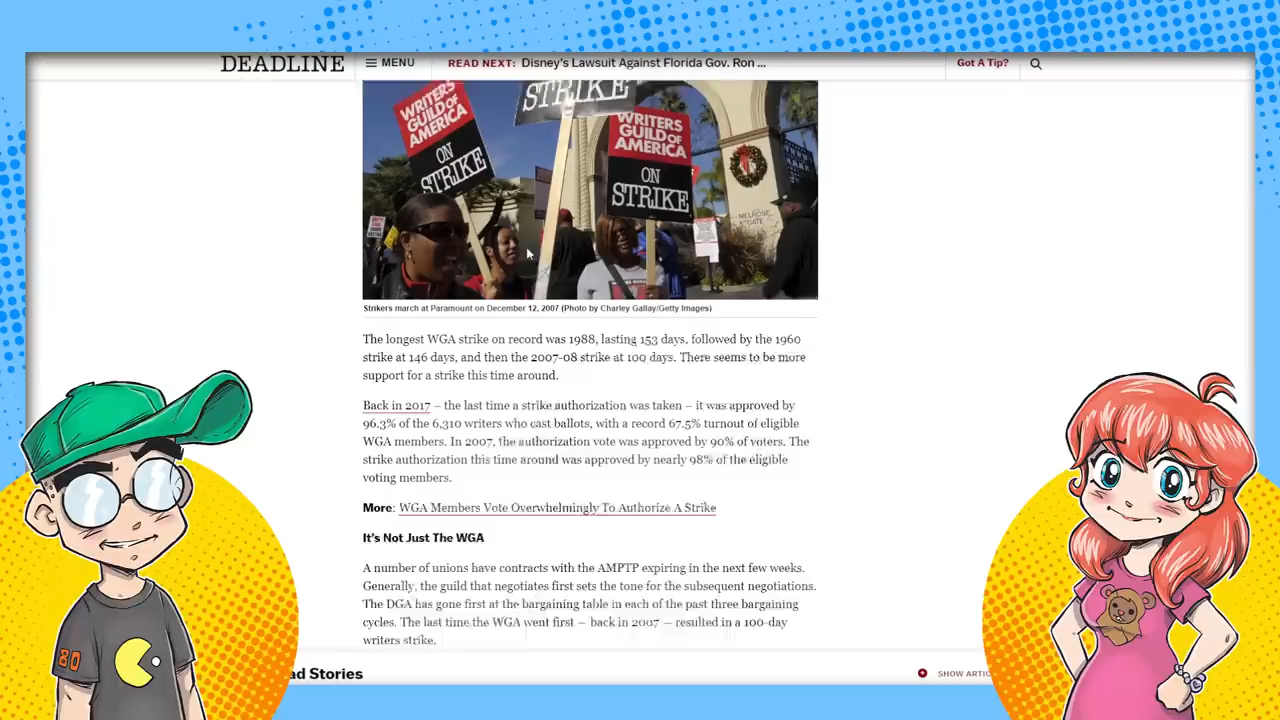 DEADLINE
MENU
READ NEXT: Disney's Lawsuit Against Florida Gov. Ron ...
Got A Tip?
WRITERS GUILD OF AMERICA ON STRIKE
STRIKE
WRITERS GUILD OF AMERICA ON STRIKE
MELROSE GATE
Strikers march at Paramount on December 12, 2007 (Photo by Charley Gallay/Getty Images)
The longest WGA strike on record was 1988, lasting 153 days, followed by the 1960
strike at 146 days, and then the 2007-08 strike at 100 days. There seems to be more
support for a strike this time around.
Back in 2017 – the last time a strike authorization was taken – it was approved by
96.3% of the 6,310 writers who cast ballots, with a record 67.5% turnout of eligible
WGA members. In 2007, the authorization vote was approved by 90% of voters. The
strike authorization this time around was approved by nearly 98% of the eligible
voting members.
More: WGA Members Vote Overwhelmingly To Authorize A Strike
It's Not Just The WGA
A number of unions have contracts with the AMPTP expiring in the next few weeks.
Generally, the guild that negotiates first sets the tone for the subsequent negotiations.
The DGA has gone first at the bargaining table in each of the past three bargaining
cycles. The last time the WGA went first — back in 2007 — resulted in a 100-day
writers strike.
ad Stories
SHOW ARTIC
80